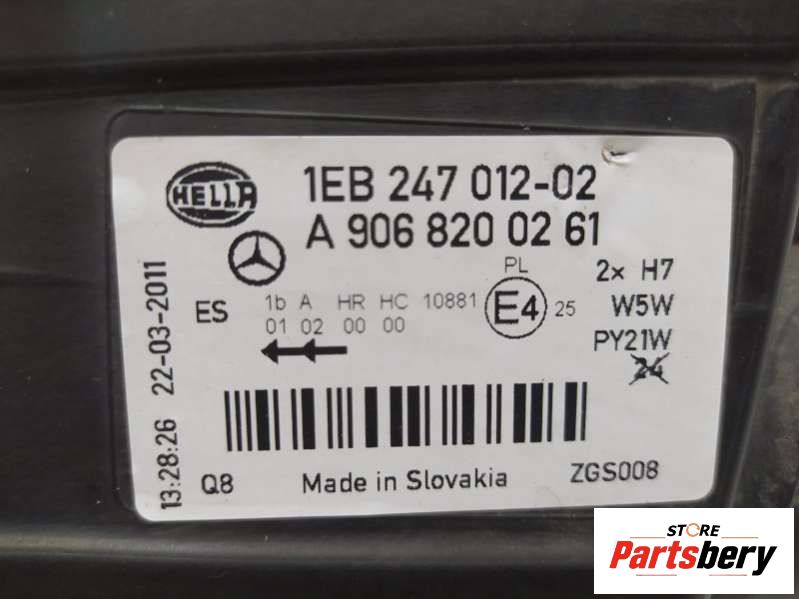 HELLA
1EB 247 012-02
A 906 820 02 61
PL
2x H7
ES
1b A HR HC 10881
E4
25
W5W
01 02 00 00
PY21W
24
13:28:26 22-03-2011
Q8
Made in Slovakia
ZGS008
STORE
Partsbery